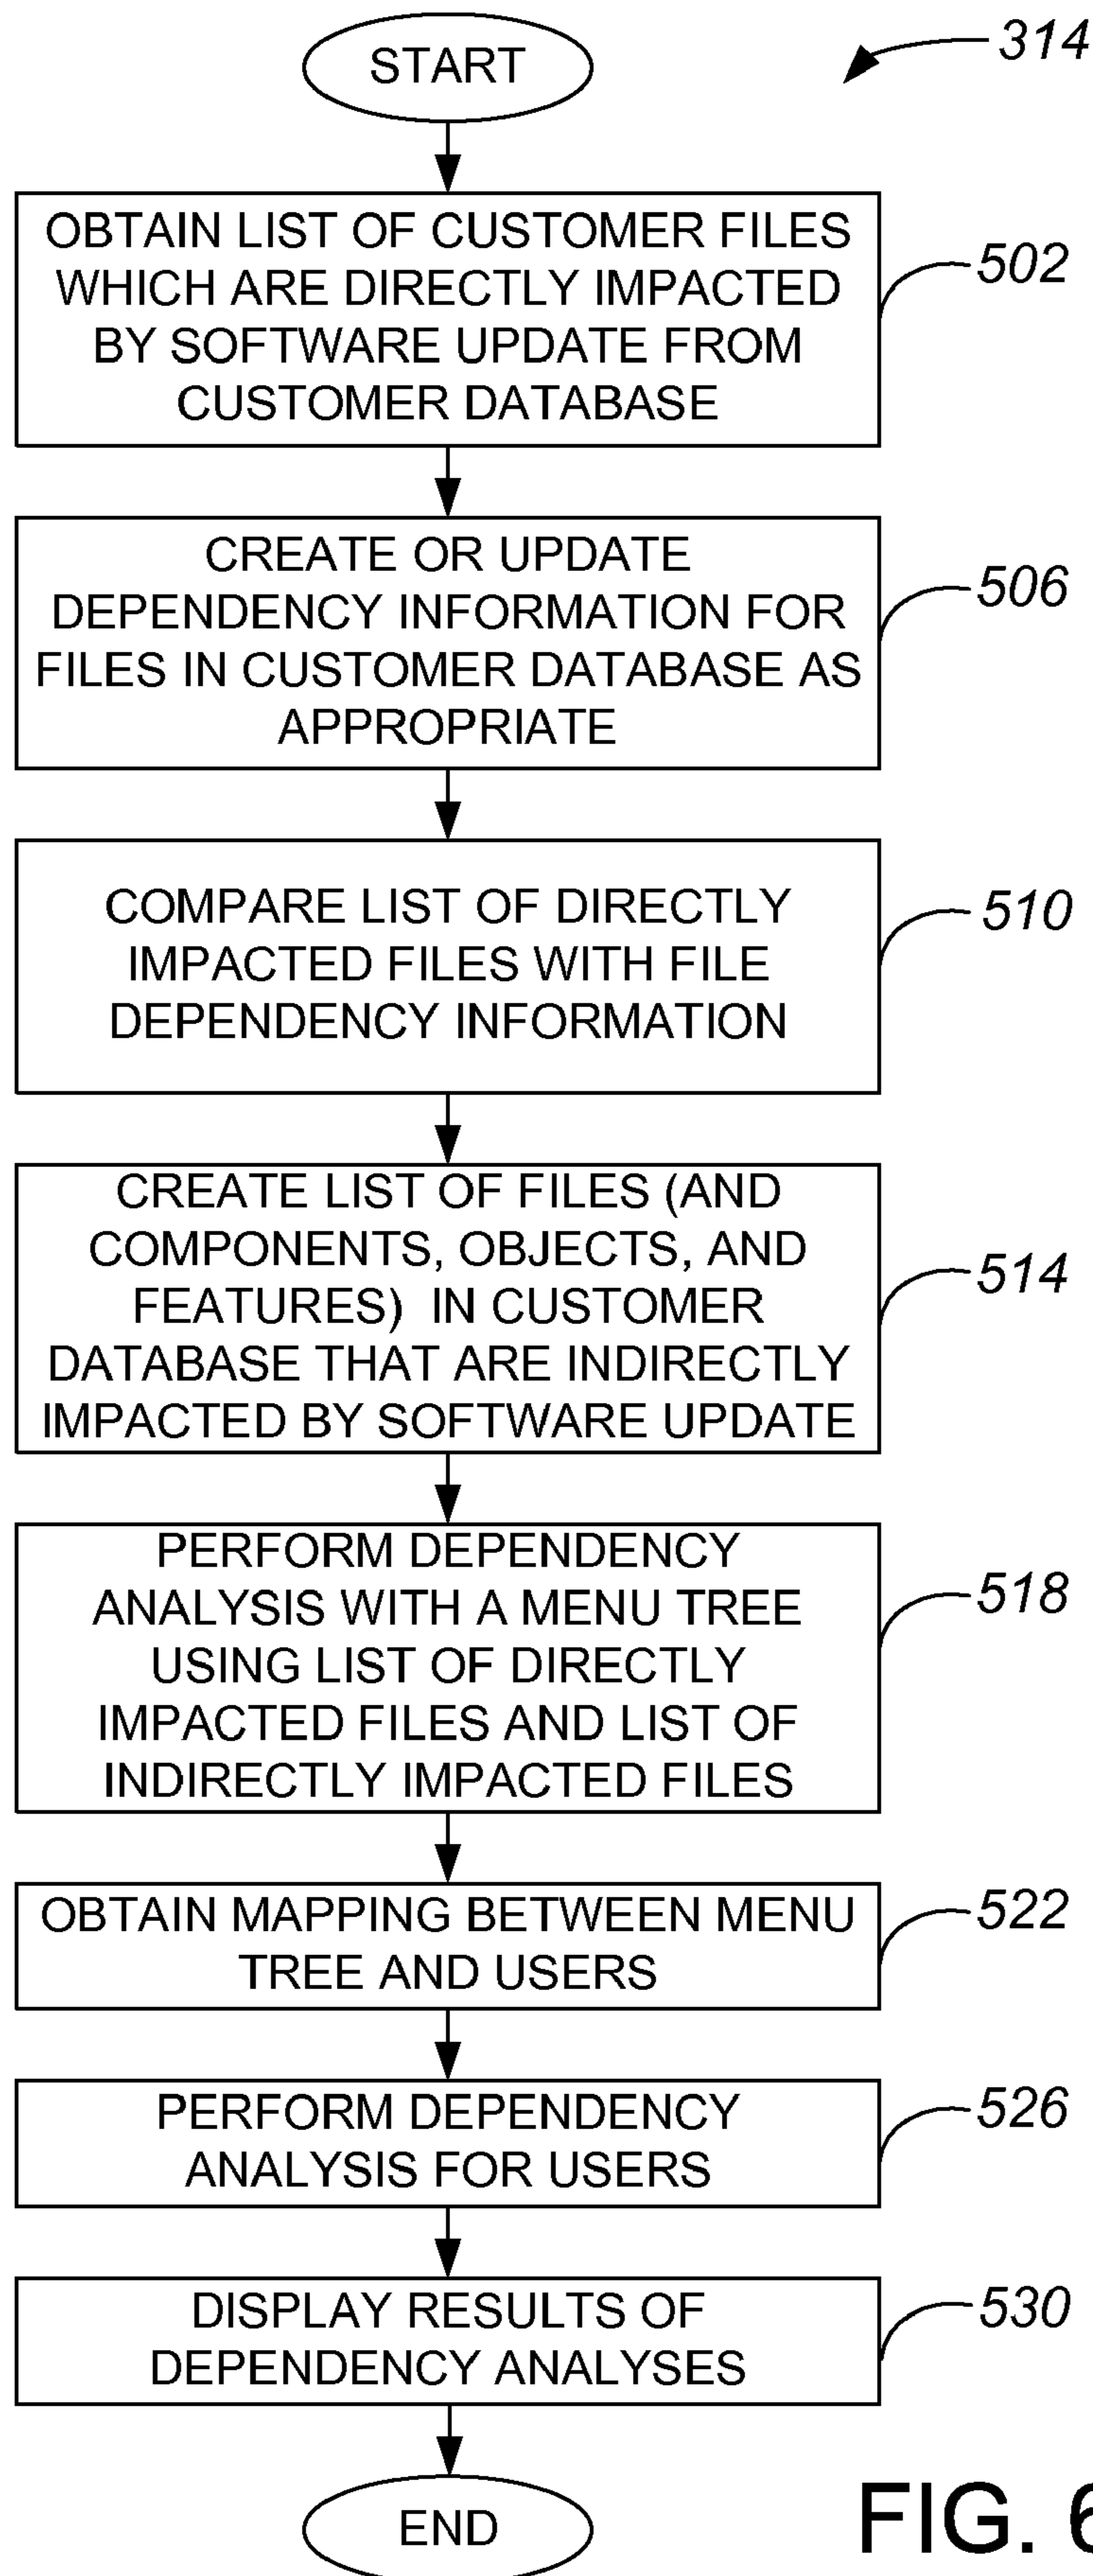 START
314
OBTAIN LIST OF CUSTOMER FILES
WHICH ARE DIRECTLY IMPACTED
BY SOFTWARE UPDATE FROM
CUSTOMER DATABASE
502
CREATE OR UPDATE
DEPENDENCY INFORMATION FOR
FILES IN CUSTOMER DATABASE AS
APPROPRIATE
506
COMPARE LIST OF DIRECTLY
IMPACTED FILES WITH FILE
DEPENDENCY INFORMATION
510
CREATE LIST OF FILES (AND
COMPONENTS, OBJECTS, AND
FEATURES) IN CUSTOMER
DATABASE THAT ARE INDIRECTLY
IMPACTED BY SOFTWARE UPDATE
514
PERFORM DEPENDENCY
ANALYSIS WITH A MENU TREE
USING LIST OF DIRECTLY
IMPACTED FILES AND LIST OF
INDIRECTLY IMPACTED FILES
518
OBTAIN MAPPING BETWEEN MENU
TREE AND USERS
522
PERFORM DEPENDENCY
ANALYSIS FOR USERS
526
DISPLAY RESULTS OF
DEPENDENCY ANALYSES
530
END
FIG. 6